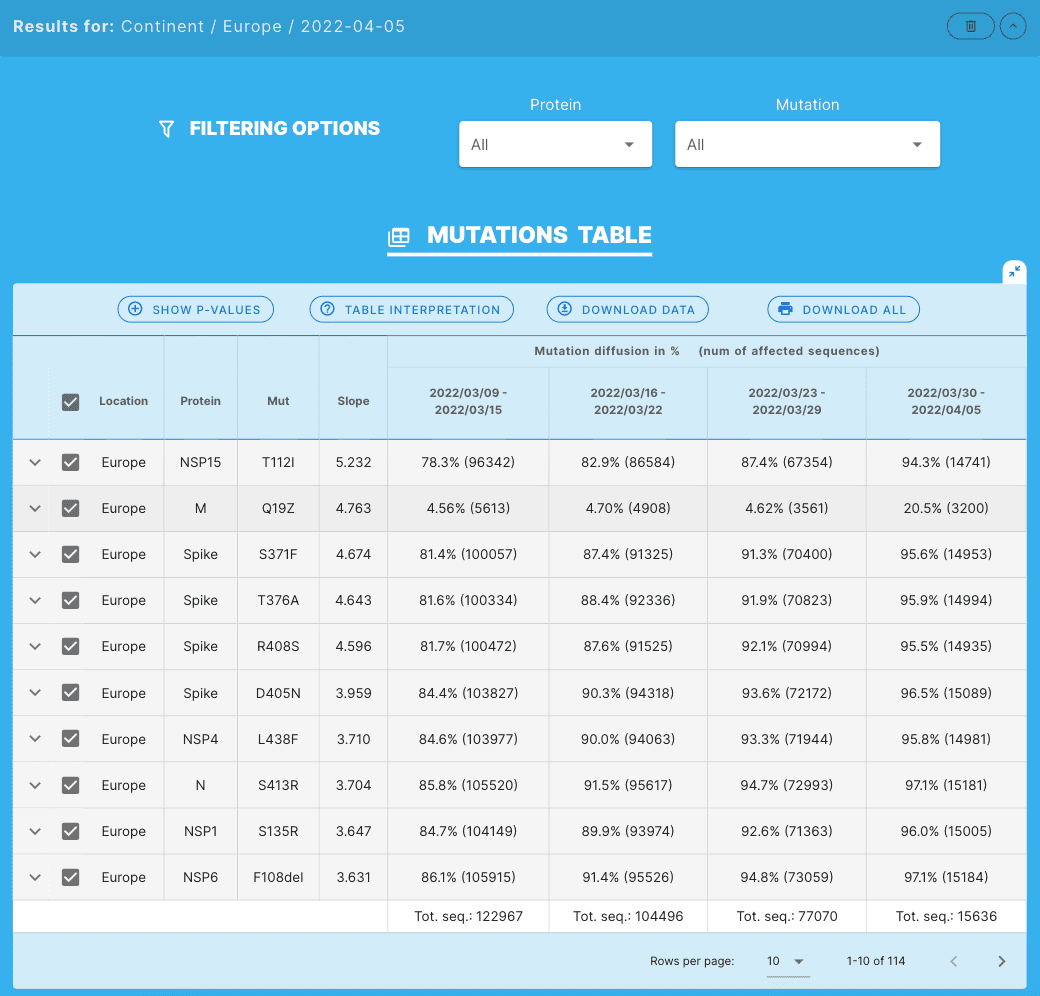 Results for: Continent / Europe / 2022-04-05
Protein Mutation
FILTERING OPTIONS
All All
MUTATIONS TABLE
SHOW P-VALUES TABLE INTERPRETATION DOWNLOAD DATA DOWNLOAD ALL
Mutation diffusion in % (num of affected sequences)
Location Protein Mut Slope 2022/03/09 - 2022/03/15 2022/03/16 - 2022/03/22 2022/03/23 - 2022/03/29 2022/03/30 - 2022/04/05
Europe NSP15 T112I 5.232 78.3% (96342) 82.9% (86584) 87.4% (67354) 94.3% (14741)
Europe M Q19Z 4.763 4.56% (5613) 4.70% (4908) 4.62% (3561) 20.5% (3200)
Europe Spike S371F 4.674 81.4% (100057) 87.4% (91325) 91.3% (70400) 95.6% (14953)
Europe Spike T376A 4.643 81.6% (100334) 88.4% (92336) 91.9% (70823) 95.9% (14994)
Europe Spike R408S 4.596 81.7% (100472) 87.6% (91525) 92.1% (70994) 95.5% (14935)
Europe Spike D405N 3.959 84.4% (103827) 90.3% (94318) 93.6% (72172) 96.5% (15089)
Europe NSP4 L438F 3.710 84.6% (103977) 90.0% (94063) 93.3% (71944) 95.8% (14981)
Europe N S413R 3.704 85.8% (105520) 91.5% (95617) 94.7% (72993) 97.1% (15181)
Europe NSP1 S135R 3.647 84.7% (104149) 89.9% (93974) 92.6% (71363) 96.0% (15005)
Europe NSP6 F108del 3.631 86.1% (105915) 91.4% (95526) 94.8% (73059) 97.1% (15184)
Tot. seq.: 122967 Tot. seq.: 104496 Tot. seq.: 77070 Tot. seq.: 15636
Rows per page: 10 1-10 of 114